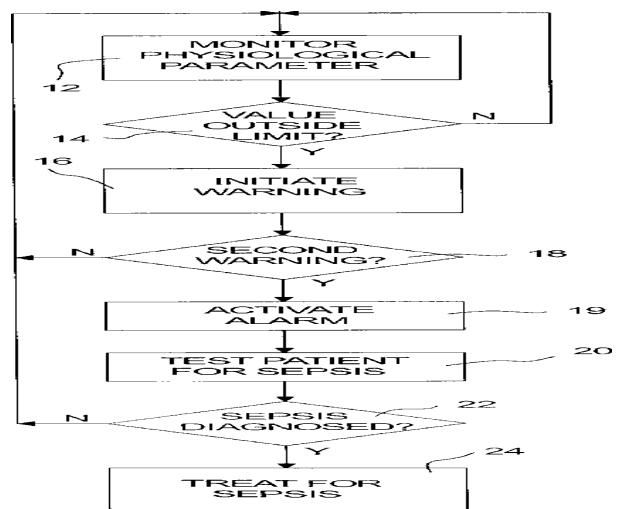 MONITOR
PHYSIOLOGICAL
PARAMETER
12
VALUE
OUTSIDE
LIMIT?
N
14
Y
16
INITIATE
WARNING
SECOND
WARNING?
N
18
Y
ACTIVATE
ALARM
19
TEST PATIENT
FOR SEPSIS
20
SEPSIS
DIAGNOSED?
22
N
Y
24
TREAT FOR
SEPSIS